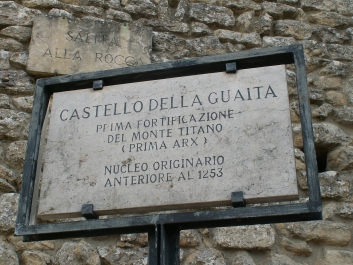 SALITA
ALLA ROCCA
CASTELLO DELLA GUAITA
PRIMA FORTIFICAZIONE
DEL MONTE TITANO
(PRIMA ARX)
NUCLEO ORIGINARIO
ANTERIORE AL 1253